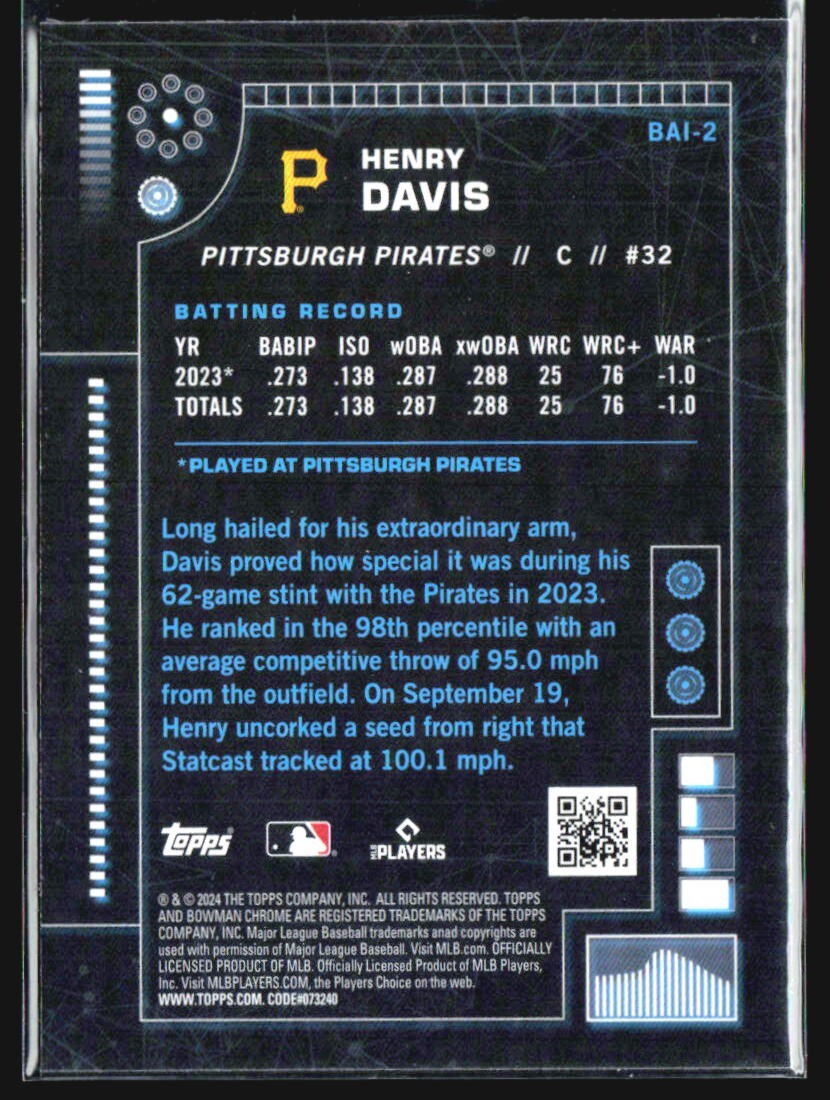 BAI-2
HENRY
DAVIS
PITTSBURGH PIRATES® // C // #32
BATTING RECORD
YR BABIP ISO wOBA xwOBA WRC WRC+ WAR
2023* .273 .138 .287 .288 25 76 -1.0
TOTALS .273 .138 .287 .288 25 76 -1.0
*PLAYED AT PITTSBURGH PIRATES
Long hailed for his extraordinary arm,
Davis proved how special it was during his
62-game stint with the Pirates in 2023.
He ranked in the 98th percentile with an
average competitive throw of 95.0 mph
from the outfield. On September 19,
Henry uncorked a seed from right that
Statcast tracked at 100.1 mph.
Topps MLB PLAYERS
® & © 2024 THE TOPPS COMPANY, INC. ALL RIGHTS RESERVED. TOPPS
AND BOWMAN CHROME ARE REGISTERED TRADEMARKS OF THE TOPPS
COMPANY, INC. Major League Baseball trademarks anad copyrights are
used with permission of Major League Baseball. Visit MLB.com. OFFICIALLY
LICENSED PRODUCT OF MLB. Officially Licensed Product of MLB Players,
Inc. Visit MLBPLAYERS.COM, the Players Choice on the web.
WWW.TOPPS.COM. CODE#073240